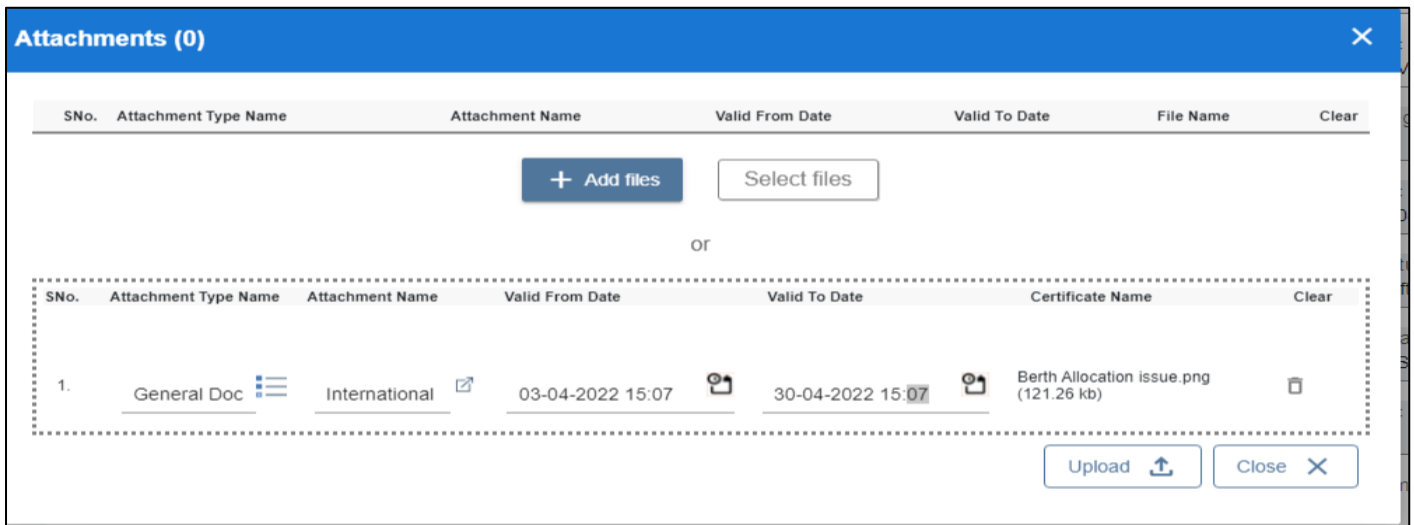 Attachments (0)
SNo. Attachment Type Name Attachment Name Valid From Date Valid To Date File Name Clear
+ Add files Select files
or
SNo. Attachment Type Name Attachment Name Valid From Date Valid To Date Certificate Name Clear
1. General Doc International 03-04-2022 15:07 30-04-2022 15:07 Berth Allocation issue.png
(121.26 kb)
Upload Close